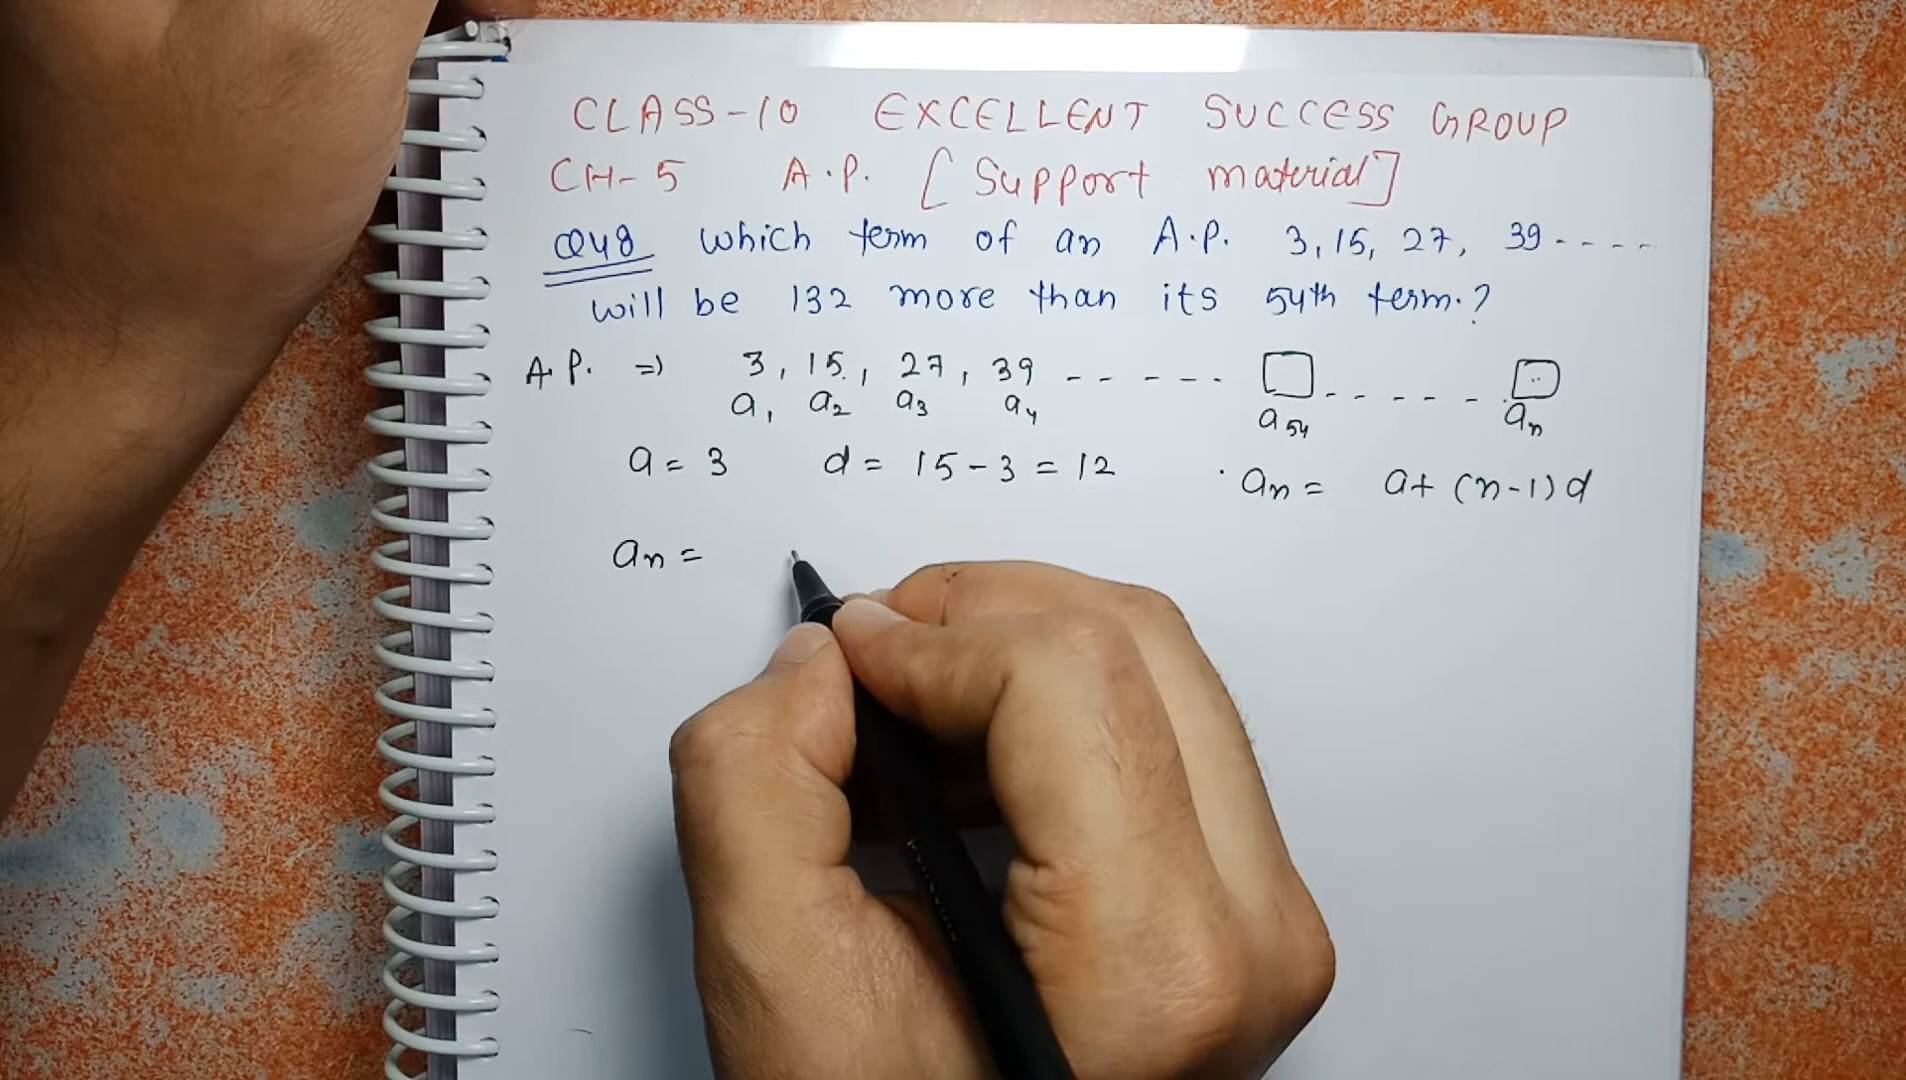 CLASS-10 EXCELLENT SUCCESS GROUP
CH-5 A.P. [Support material]
Q48 Which term of an A.P. 3, 15, 27, 39 - - - -
will be 132 more than its 54th term.?
A.P. => 3, 15, 27, 39 - - - - - □ - - - - - □
a₁ a₂ a₃ a₄ a₅₄ aₙ
a = 3 d = 15 - 3 = 12 aₙ = a + (n-1) d
aₙ =